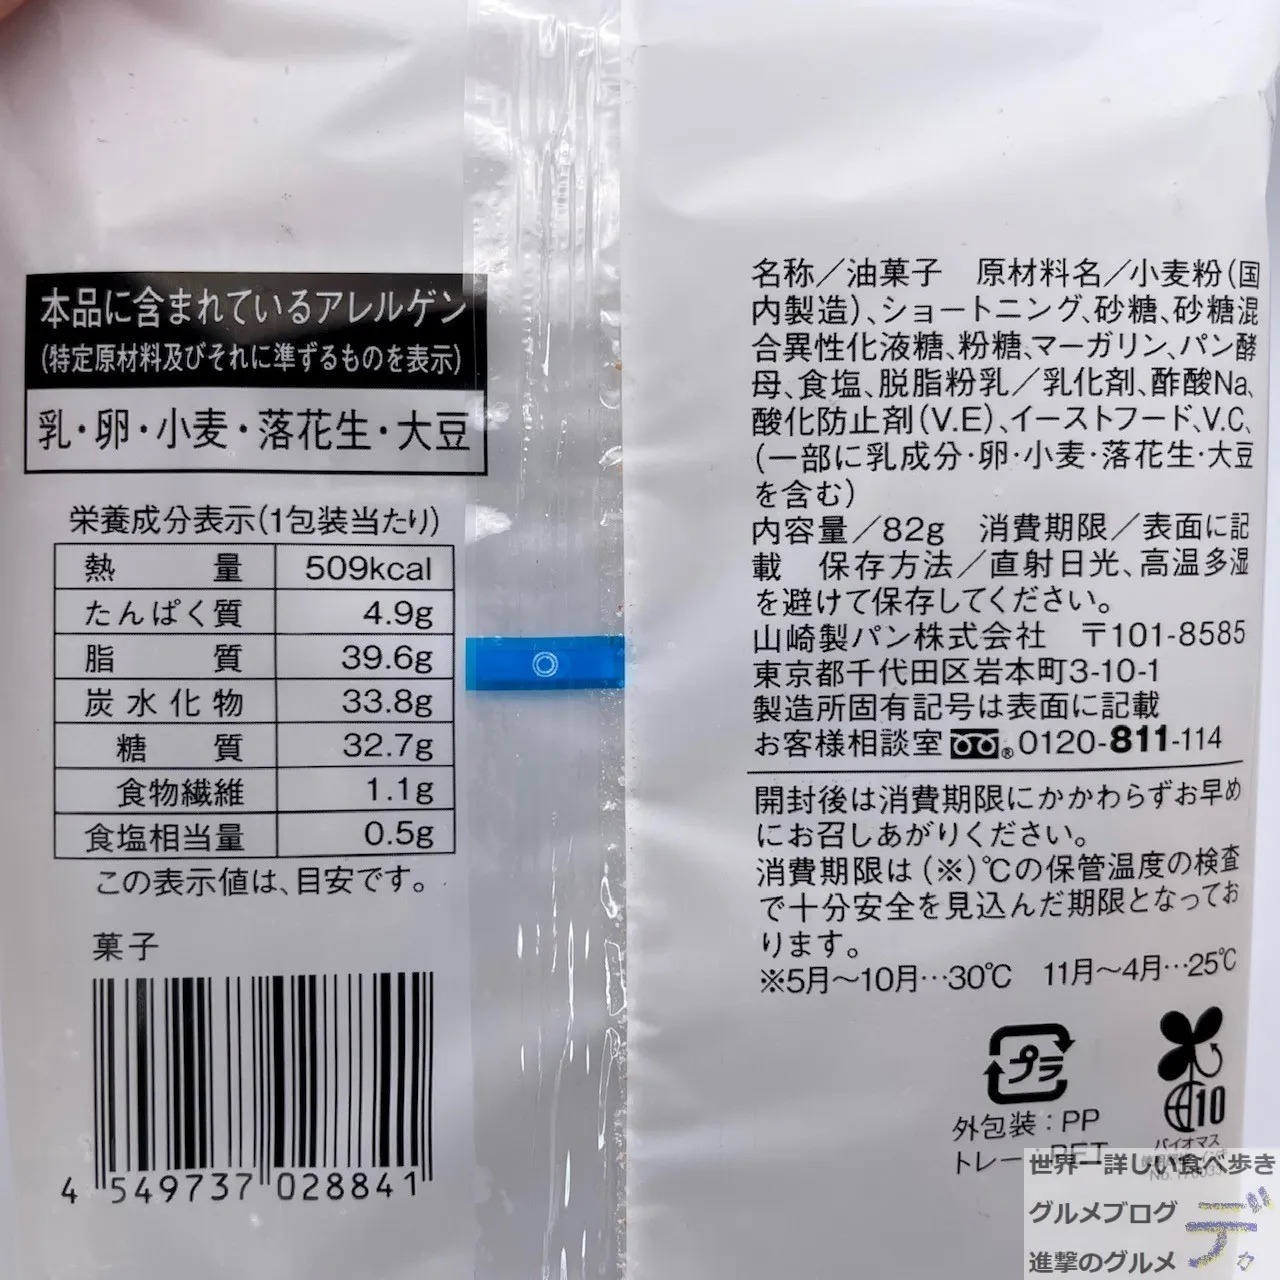 本品に含まれているアレルゲン
(特定原材料及びそれに準ずるものを表示)
乳・卵・小麦・落花生・大豆
栄養成分表示(1包装当たり)
熱量 509kcal
たんぱく質 4.9g
脂質 39.6g
炭水化物 33.8g
糖質 32.7g
食物繊維 1.1g
食塩相当量 0.5g
この表示値は、目安です。
菓子
4 549737 028841
名称／油菓子 原材料名／小麦粉(国
内製造)、ショートニング、砂糖、砂糖混
合異性化液糖、粉糖、マーガリン、パン酵
母、食塩、脱脂粉乳／乳化剤、酢酸Na、
酸化防止剤(V.E)、イーストフード、V.C、
(一部に乳成分・卵・小麦・落花生・大豆
を含む)
内容量／82g 消費期限／表面に記
載 保存方法／直射日光、高温多湿
を避けて保存してください。
山崎製パン株式会社 〒101-8585
東京都千代田区岩本町3-10-1
製造所固有記号は表面に記載
お客様相談室 ® 0120-811-114
開封後は消費期限にかかわらずお早め
にお召しあがりください。
消費期限は(※)℃の保管温度の検査
で十分安全を見込んだ期限となってお
ります。
※5月〜10月…30℃ 11月〜4月…25℃
プラ
外包装：PP
トレー：PET
10
バイオマス
世界一詳しい食べ歩き
グルメブログ
進撃のグルメ
デ